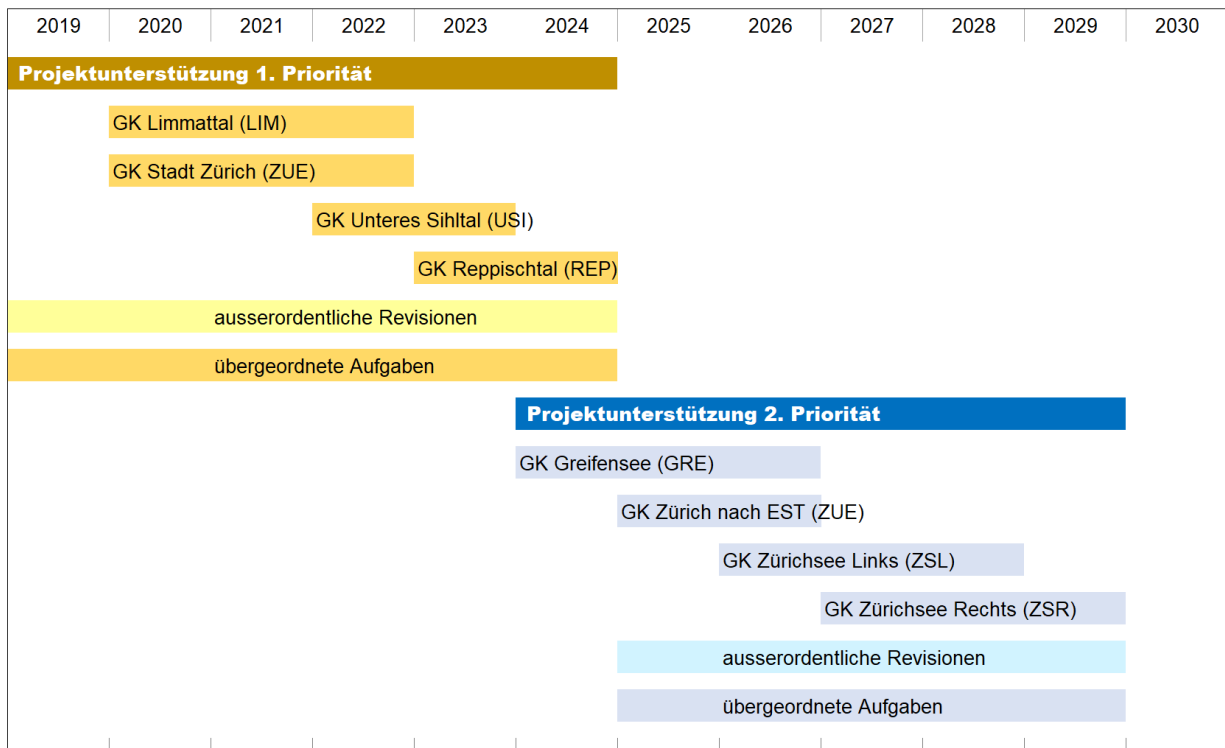 2019 2020 2021 2022 2023 2024 2025 2026 2027 2028 2029 2030
Projektunterstützung 1. Priorität
GK Limmattal (LIM)
GK Stadt Zürich (ZUE)
GK Unteres Sihltal (USI)
GK Reppischtal (REP)
ausserordentliche Revisionen
übergeordnete Aufgaben
Projektunterstützung 2. Priorität
GK Greifensee (GRE)
GK Zürich nach EST (ZUE)
GK Zürichsee Links (ZSL)
GK Zürichsee Rechts (ZSR)
ausserordentliche Revisionen
übergeordnete Aufgaben